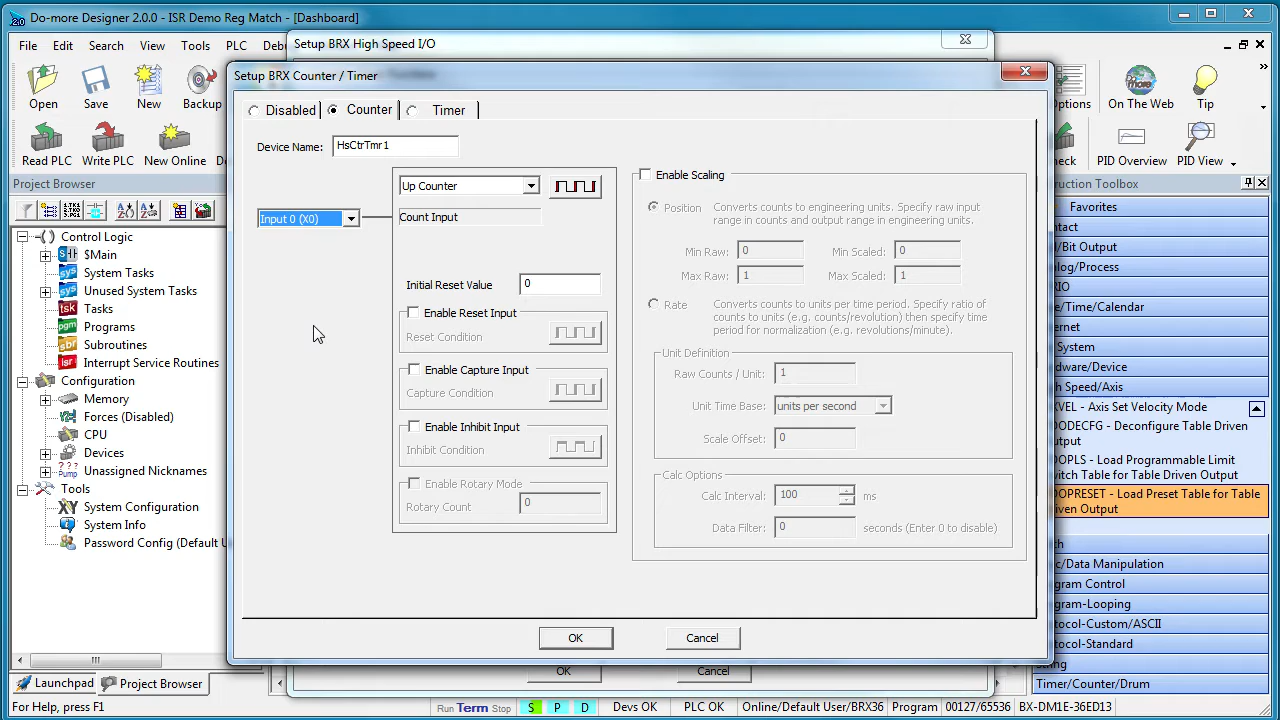 Do-more Designer 2.0.0 - ISR Demo Reg Match - [Dashboard]
2.0
File Edit Search View Tools PLC Deb
Setup BRX High Speed I/O
Setup BRX Counter / Timer
Open Save New Backup
Options On The Web Tip
Read PLC Write PLC New Online
eck PID Overview PID View
Project Browser
Control Logic
$Main
System Tasks
Unused System Tasks
Tasks
Programs
Subroutines
Interrupt Service Routines
Configuration
Memory
Forces (Disabled)
CPU
Devices
Unassigned Nicknames
Tools
System Configuration
System Info
Password Config (Default U
Launchpad Project Browser
For Help, press F1
Disabled Counter Timer
Device Name: HsCtrTmr1
Input 0 (X0)
Up Counter
Count Input
Initial Reset Value 0
Enable Reset Input
Reset Condition
Enable Capture Input
Capture Condition
Enable Inhibit Input
Inhibit Condition
Enable Rotary Mode
Rotary Count 0
Enable Scaling
Position Converts counts to engineering units. Specify raw input
range in counts and output range in engineering units.
Min Raw: 0 Min Scaled: 0
Max Raw: 1 Max Scaled: 1
Rate Converts counts to units per time period. Specify ratio of
counts to units (e.g. counts/revolution) then specify time
period for normalization (e.g. revolutions/minute).
Unit Definition
Raw Counts / Unit: 1
Unit Time Base: units per second
Scale Offset: 0
Calc Options
Calc Interval: 100 ms
Data Filter: 0 seconds (Enter 0 to disable)
OK Cancel
OK Cancel
truction Toolbox
Favorites
tact
/Bit Output
log/Process
RIO
e/Time/Calendar
ernet
System
dware/Device
h Speed/Axis
XVEL - Axis Set Velocity Mode
ODECFG - Deconfigure Table Driven
utput
OPLS - Load Programmable Limit
witch Table for Table Driven Output
OPRESET - Load Preset Table for Table
iven Output
th
c/Data Manipulation
gram Control
gram-Looping
tocol-Custom/ASCII
tocol-Standard
String
Timer/Counter/Drum
Run Term Stop S P D Devs OK PLC OK Online/Default User/BRX36 Program 00127/65536 BX-DM1E-36ED13